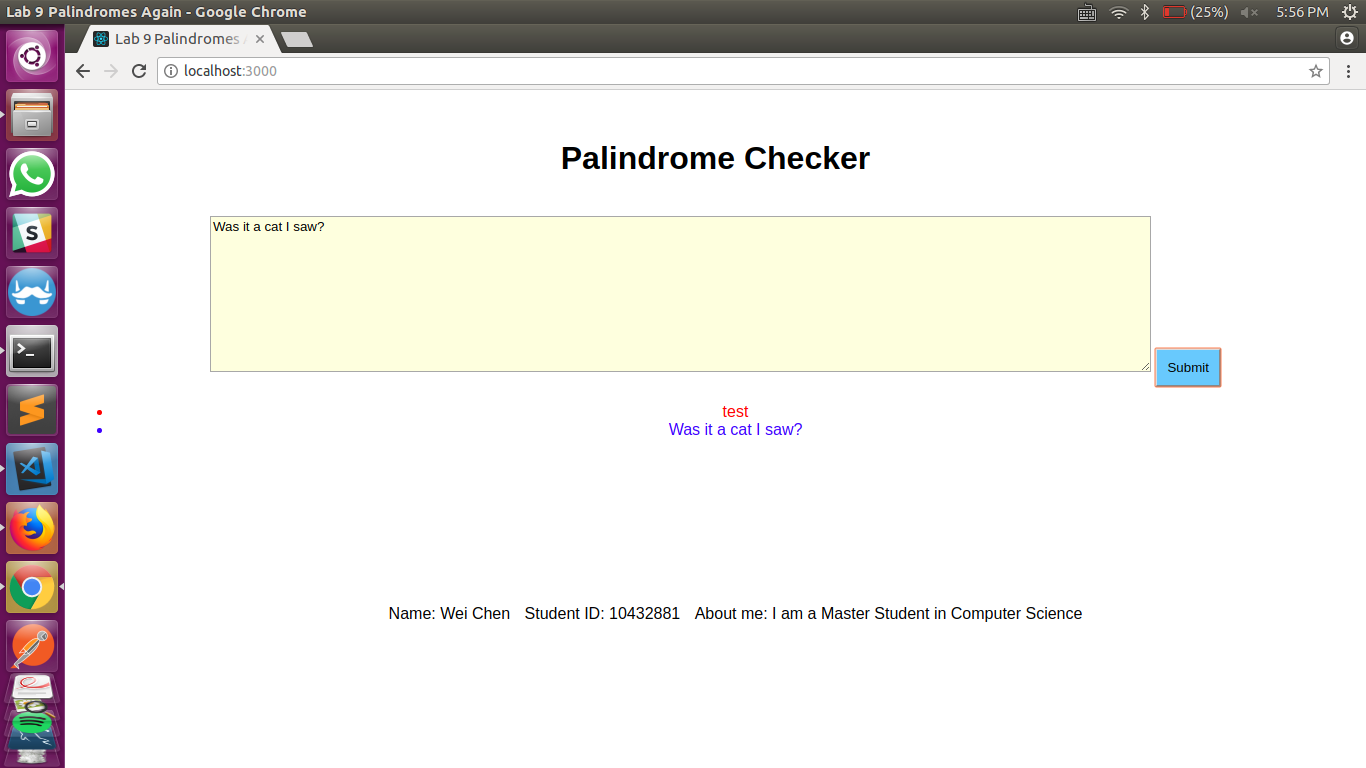 Lab 9 Palindromes Again - Google Chrome
(25%) 5:56 PM
Lab 9 Palindromes A
localhost:3000
Palindrome Checker
Was it a cat I saw?
Submit
test
Was it a cat I saw?
Name: Wei Chen Student ID: 10432881 About me: I am a Master Student in Computer Science